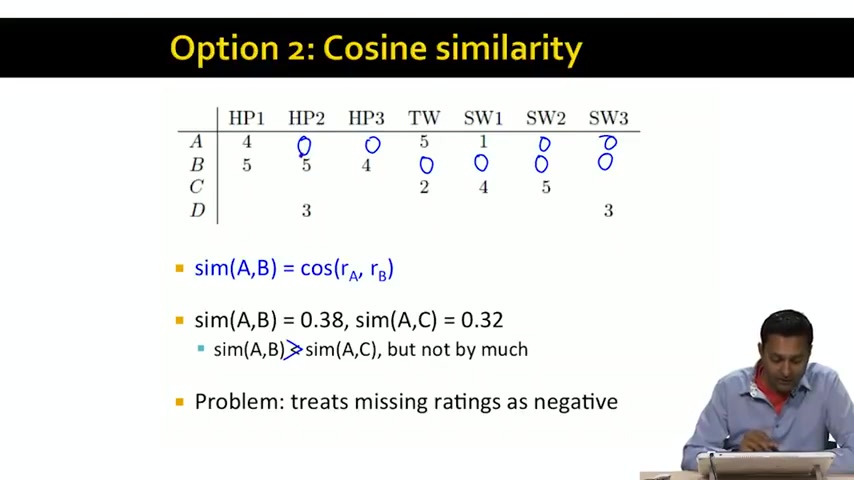 Option 2: Cosine similarity
HP1 HP2 HP3 TW SW1 SW2 SW3
A 4 0 0 5 1 0 0
B 5 5 4 0 0 0 0
C 2 4 5
D 3 3
sim(A,B) = cos(rA, rB)
sim(A,B) = 0.38, sim(A,C) = 0.32
sim(A,B) > sim(A,C), but not by much
Problem: treats missing ratings as negative